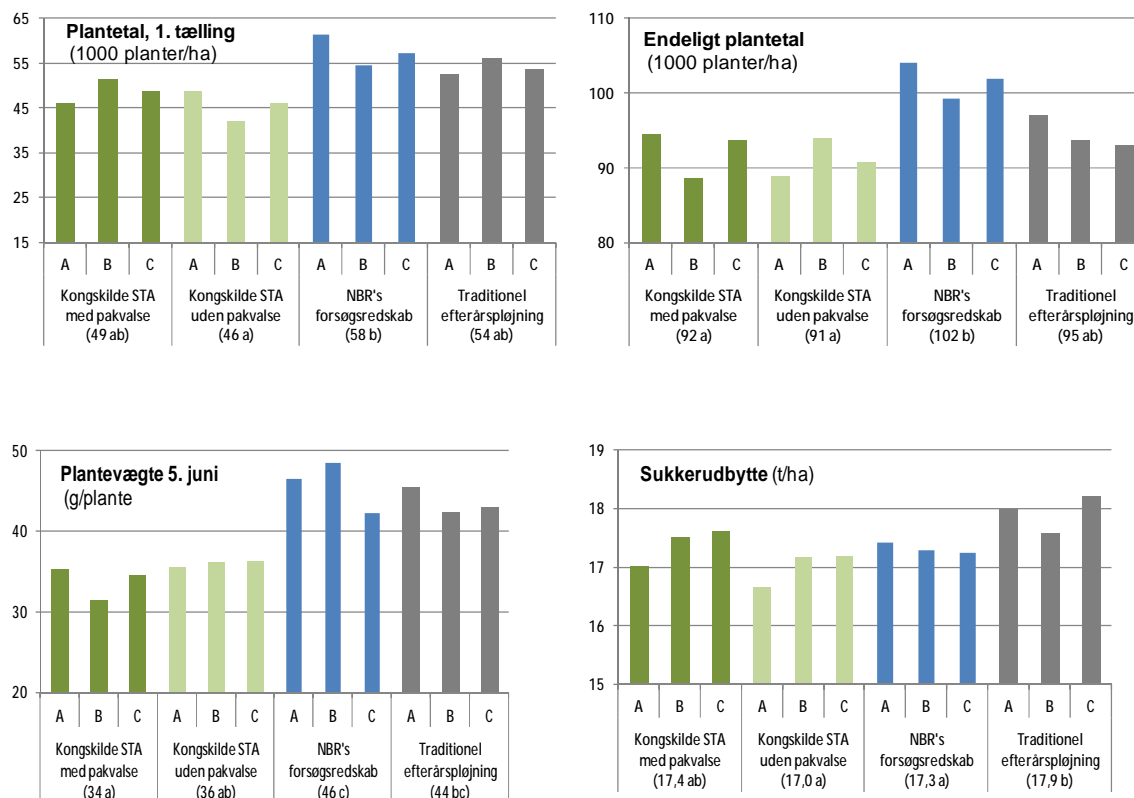 Plantetal, 1. tælling
(1000 planter/ha)
65
55
45
35
25
15
A B C A B C A B C A B C
Kongskilde STA med pakvalse (49 ab)
Kongskilde STA uden pakvalse (46 a)
NBR's forsøgsredskab (58 b)
Traditionel efterårspløjning (54 ab)
Endeligt plantetal
(1000 planter/ha)
110
100
90
80
A B C A B C A B C A B C
Kongskilde STA med pakvalse (92 a)
Kongskilde STA uden pakvalse (91 a)
NBR's forsøgsredskab (102 b)
Traditionel efterårspløjning (95 ab)
Plantevægte 5. juni
(g/plante
50
40
30
20
A B C A B C A B C A B C
Kongskilde STA med pakvalse (34 a)
Kongskilde STA uden pakvalse (36 ab)
NBR's forsøgsredskab (46 c)
Traditionel efterårspløjning (44 bc)
Sukkerudbytte (t/ha)
19
18
17
16
15
A B C A B C A B C A B C
Kongskilde STA med pakvalse (17,4 ab)
Kongskilde STA uden pakvalse (17,0 a)
NBR's forsøgsredskab (17,3 a)
Traditionel efterårspløjning (17,9 b)